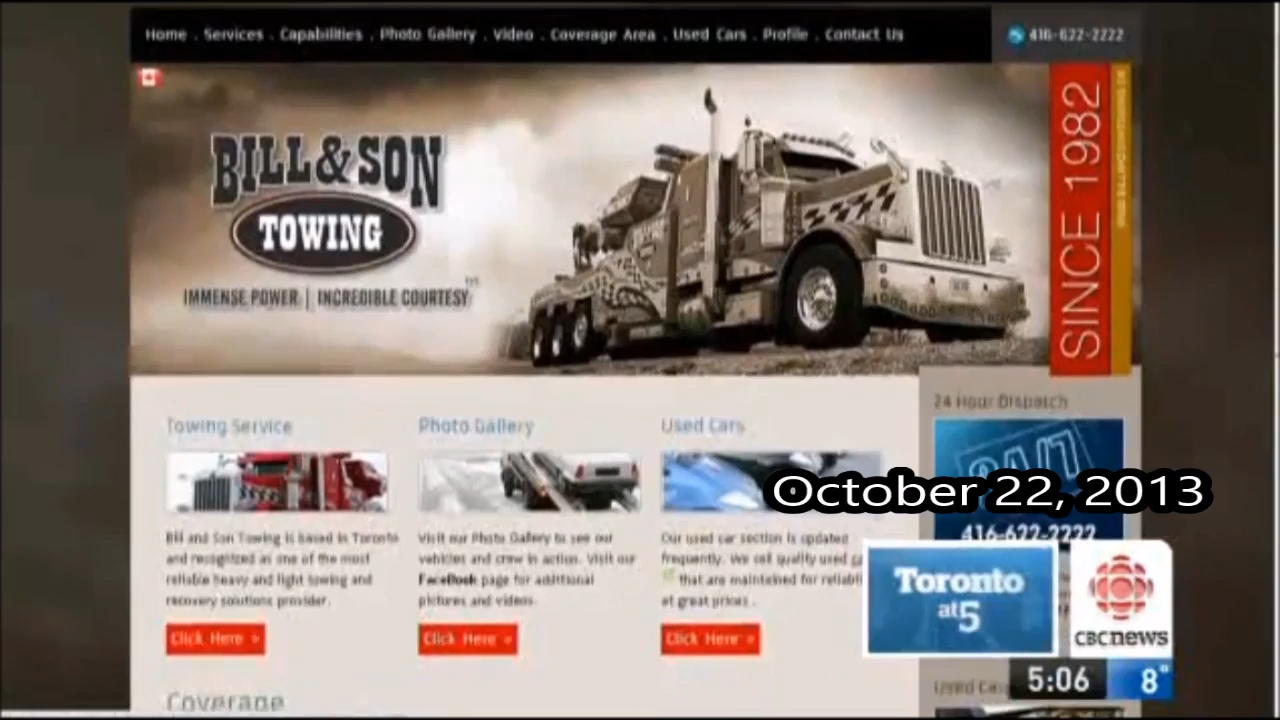 Home . Services . Capabilities . Photo Gallery . Video . Coverage Area . Used Cars . Profile . Contact Us
416-622-2222
BILL & SON
TOWING
IMMENSE POWER | INCREDIBLE COURTESY
SINCE 1982
24 Hour Dispatch
24/7
416-622-2222
Towing Service
Photo Gallery
Used Cars
Bill and Son Towing is based in Toronto
and recognized as one of the most
reliable heavy and light towing and
recovery solutions provider.
Visit our Photo Gallery to see our
vehicles and crew in action. Visit our
FaceBook page for additional
pictures and videos.
Our used car section is updated
frequently. We sell quality used
that are maintained for
at great prices .
Click Here »
Click Here »
Click Here »
Coverage
Used
October 22, 2013
Toronto
at 5
CBCnews
5:06
8°